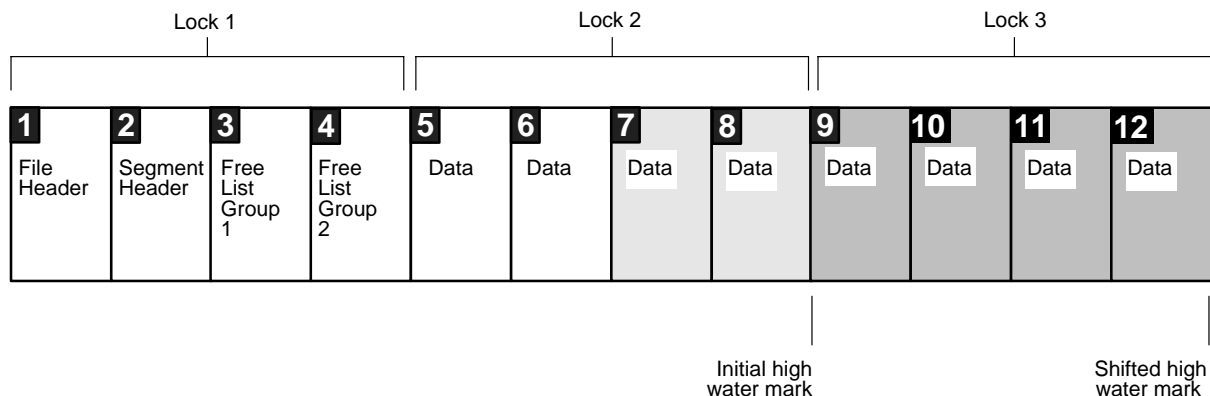 Lock 1
Lock 2
Lock 3
1
2
3
4
5
6
7
8
9
10
11
12
File
Header
Segment
Header
Free
List
Group
1
Free
List
Group
2
Data
Data
Data
Data
Data
Data
Data
Data
Initial high
water mark
Shifted high
water mark